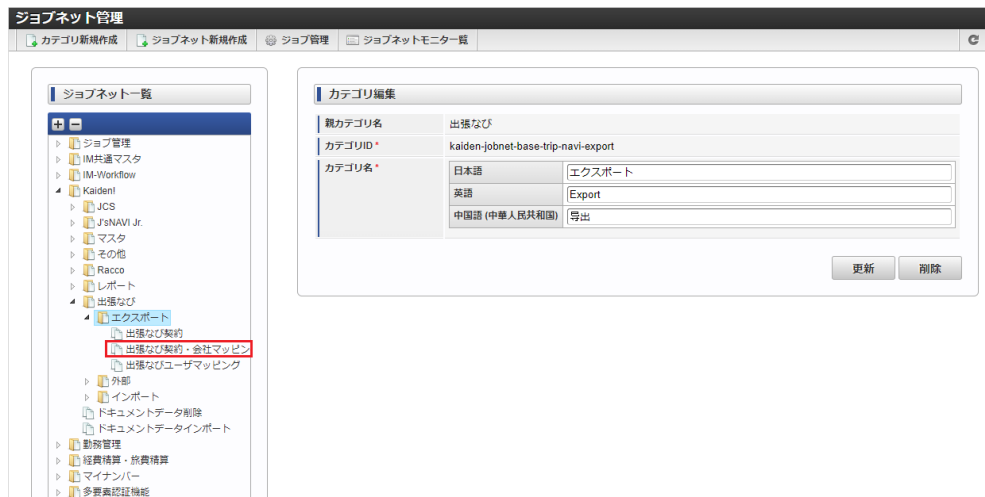 ジョブネット管理
カテゴリ新規作成 ジョブネット新規作成 ジョブ管理 ジョブネットモニタ一覧
ジョブネット一覧
ジョブ管理
IM共通マスタ
IM-Workflow
Kaiden!
JCS
J'sNAVI Jr.
マスタ
その他
Racco
レポート
出張なび
エクスポート
出張なび契約
出張なび契約・会社マッピン
出張なびユーザマッピング
外部
インポート
ドキュメントデータ削除
ドキュメントデータインポート
勤務管理
経費精算・旅費精算
マイナンバー
多要素認証機能
カテゴリ編集
親カテゴリ名 出張なび
カテゴリID * kaiden-jobnet-base-trip-navi-export
カテゴリ名 *
日本語 エクスポート
英語 Export
中国語 (中華人民共和国) 导出
更新 削除